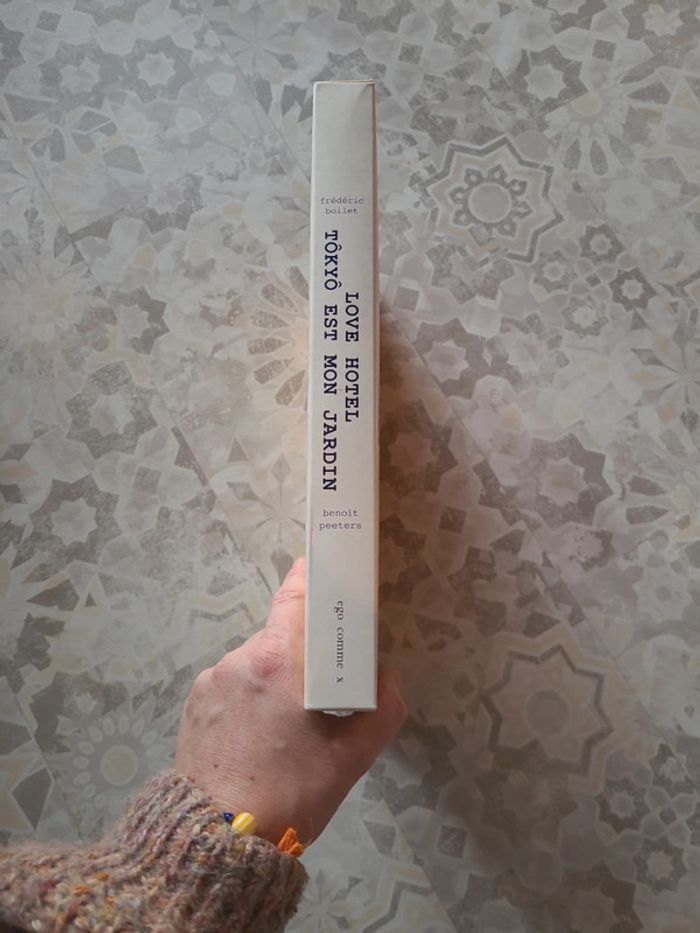 frédéric
boilet
LOVE HOTEL
TÔKYÔ EST MON JARDIN
benoît
peeters
ego comme x